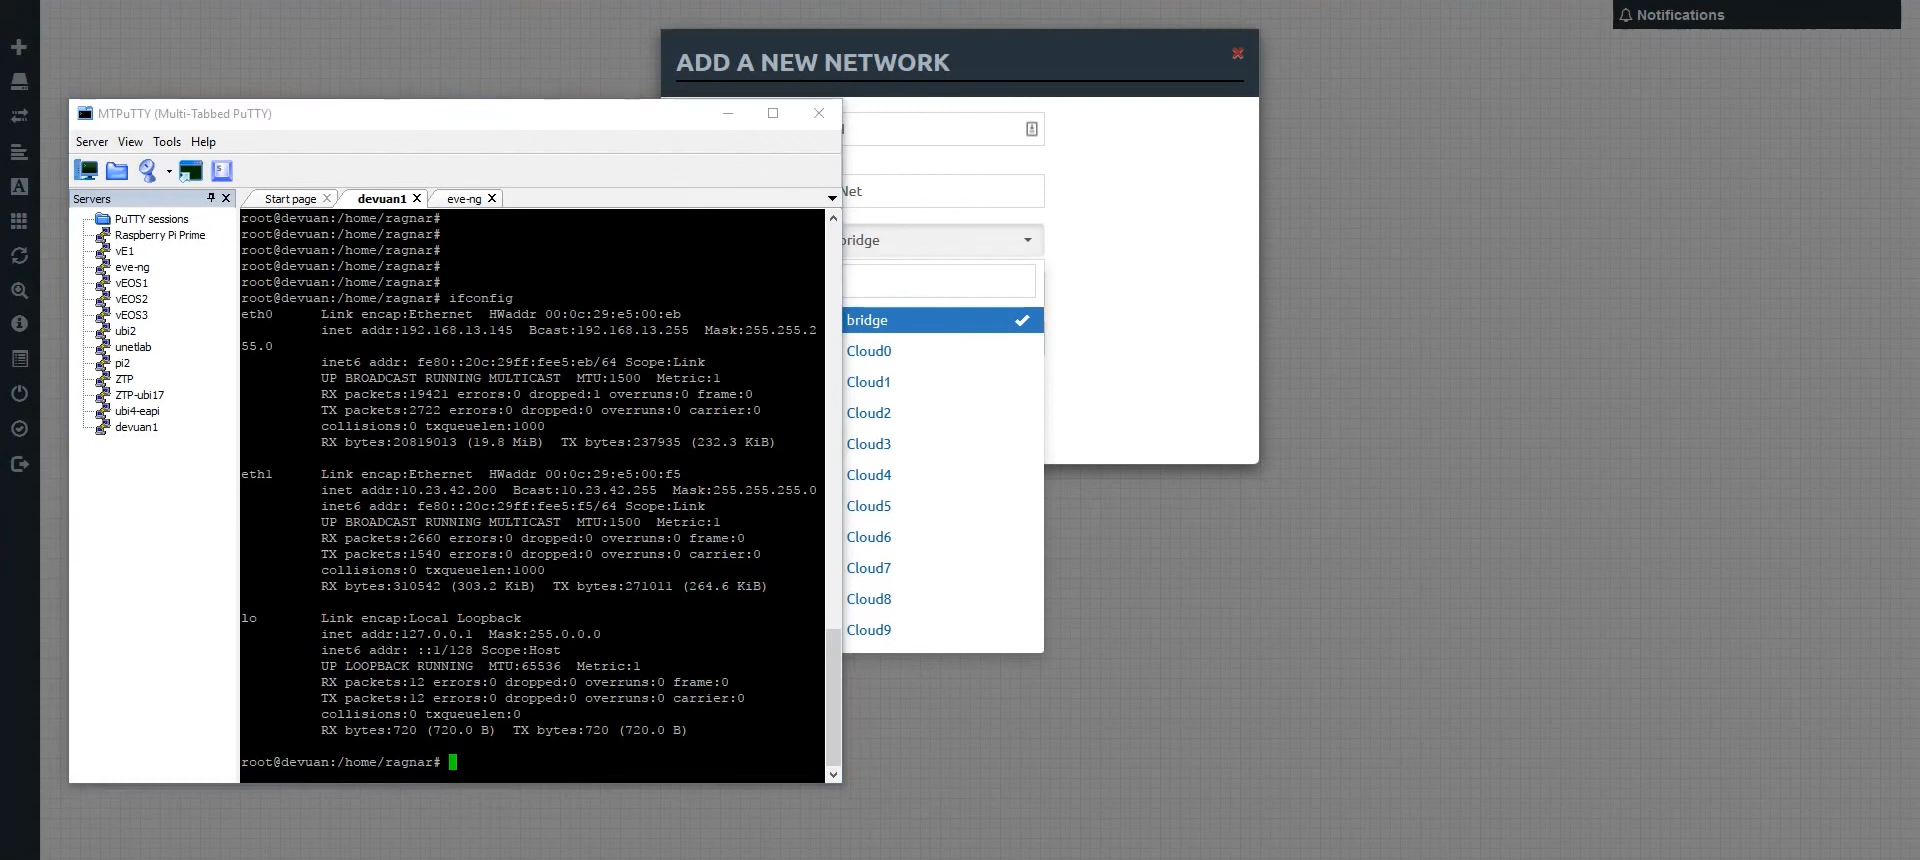 Notifications
ADD A NEW NETWORK
MTPuTTY (Multi-Tabbed PuTTY)
Server View Tools Help
Servers
Start page
devuan1
eve-ng
PuTTY sessions
Raspberry Pi Prime
vE1
eve-ng
vEOS1
vEOS2
vEOS3
ubi2
unetlab
pi2
ZTP
ZTP-ubi17
ubi4-eapi
devuan1
root@devuan:/home/ragnar#
root@devuan:/home/ragnar#
root@devuan:/home/ragnar#
root@devuan:/home/ragnar#
root@devuan:/home/ragnar#
root@devuan:/home/ragnar# ifconfig
eth0 Link encap:Ethernet HWaddr 00:0c:29:e5:00:eb
inet addr:192.168.13.145 Bcast:192.168.13.255 Mask:255.255.2
55.0
inet6 addr: fe80::20c:29ff:fee5:eb/64 Scope:Link
UP BROADCAST RUNNING MULTICAST MTU:1500 Metric:1
RX packets:19421 errors:0 dropped:1 overruns:0 frame:0
TX packets:2722 errors:0 dropped:0 overruns:0 carrier:0
collisions:0 txqueuelen:1000
RX bytes:20819013 (19.8 MiB) TX bytes:237935 (232.3 KiB)
eth1 Link encap:Ethernet HWaddr 00:0c:29:e5:00:f5
inet addr:10.23.42.200 Bcast:10.23.42.255 Mask:255.255.255.0
inet6 addr: fe80::20c:29ff:fee5:f5/64 Scope:Link
UP BROADCAST RUNNING MULTICAST MTU:1500 Metric:1
RX packets:2660 errors:0 dropped:0 overruns:0 frame:0
TX packets:1540 errors:0 dropped:0 overruns:0 carrier:0
collisions:0 txqueuelen:1000
RX bytes:310542 (303.2 KiB) TX bytes:271011 (264.6 KiB)
lo Link encap:Local Loopback
inet addr:127.0.0.1 Mask:255.0.0.0
inet6 addr: ::1/128 Scope:Host
UP LOOPBACK RUNNING MTU:65536 Metric:1
RX packets:12 errors:0 dropped:0 overruns:0 frame:0
TX packets:12 errors:0 dropped:0 overruns:0 carrier:0
collisions:0 txqueuelen:0
RX bytes:720 (720.0 B) TX bytes:720 (720.0 B)
root@devuan:/home/ragnar#
Net
bridge
bridge
Cloud0
Cloud1
Cloud2
Cloud3
Cloud4
Cloud5
Cloud6
Cloud7
Cloud8
Cloud9